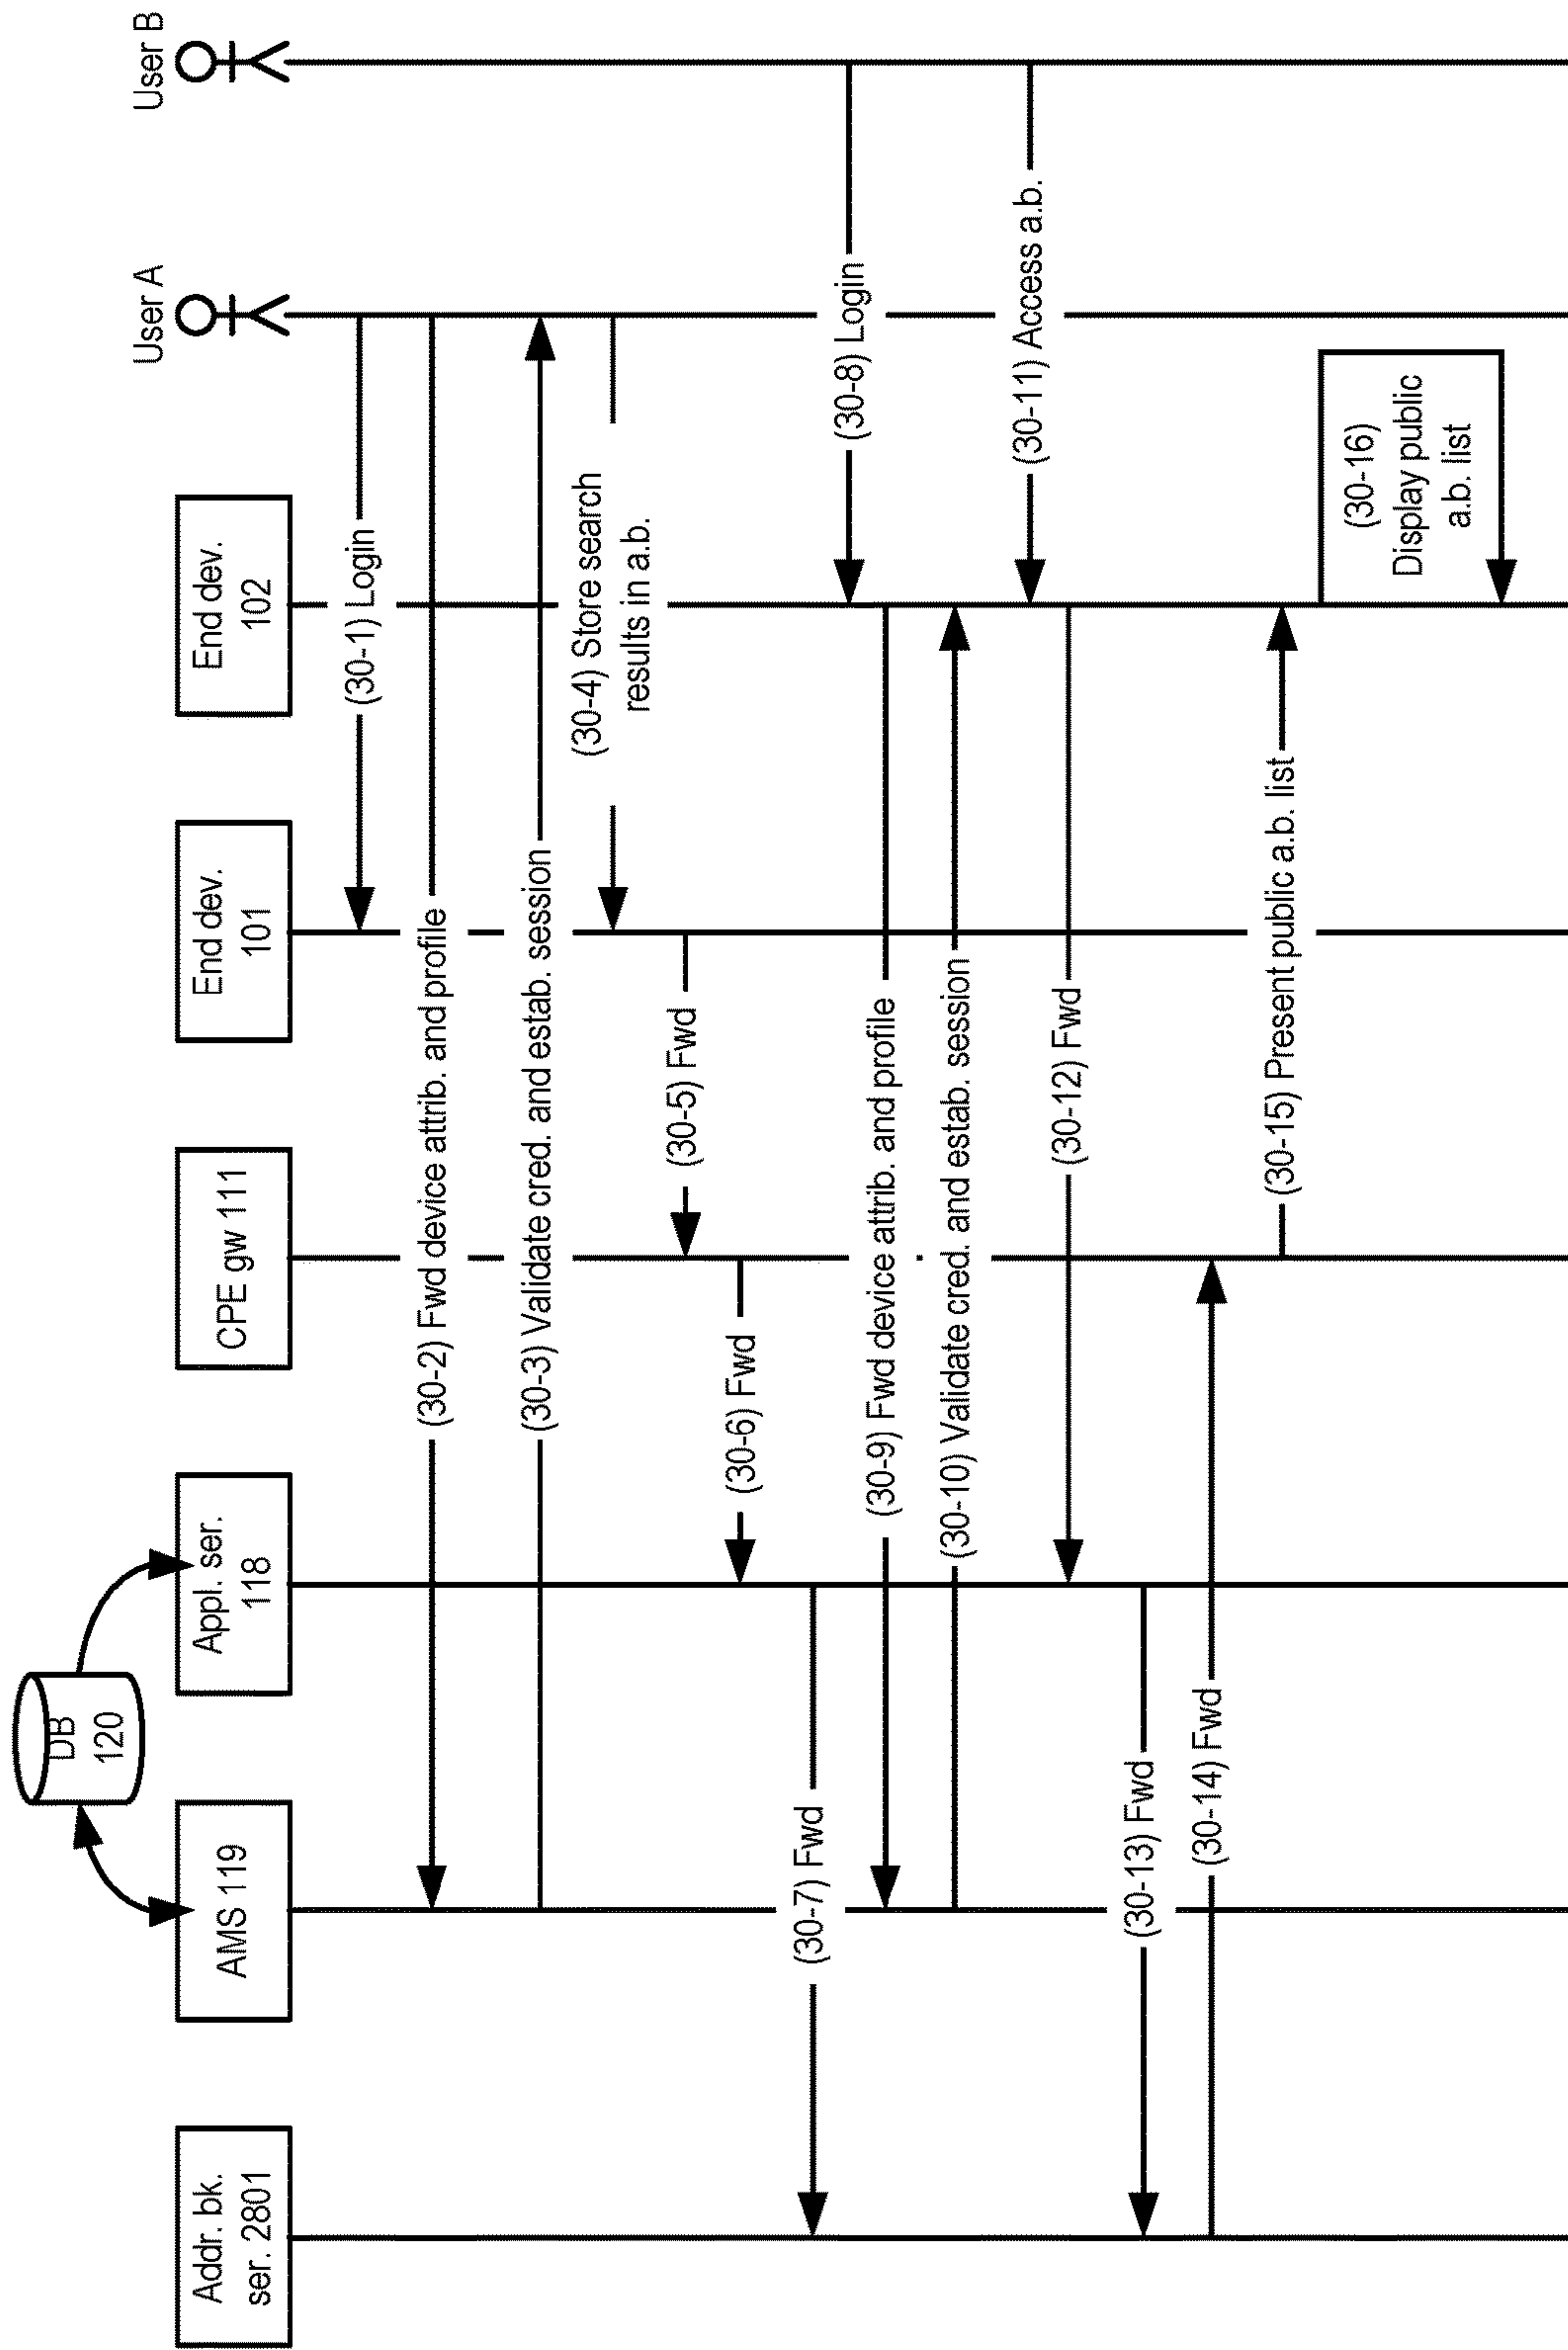 DB
120
Addr. bk.
ser. 2801
AMS 119
Appl. ser.
118
CPE gw 111
End dev.
101
End dev.
102
User A
User B
(30-1) Login
(30-2) Fwd device attrib. and profile
(30-3) Validate cred. and estab. session
(30-4) Store search
results in a.b.
(30-5) Fwd
(30-6) Fwd
(30-7) Fwd
(30-8) Login
(30-9) Fwd device attrib. and profile
(30-10) Validate cred. and estab. session
(30-11) Access a.b.
(30-12) Fwd
(30-13) Fwd
(30-14) Fwd
(30-15) Present public a.b. list
(30-16)
Display public
a.b. list